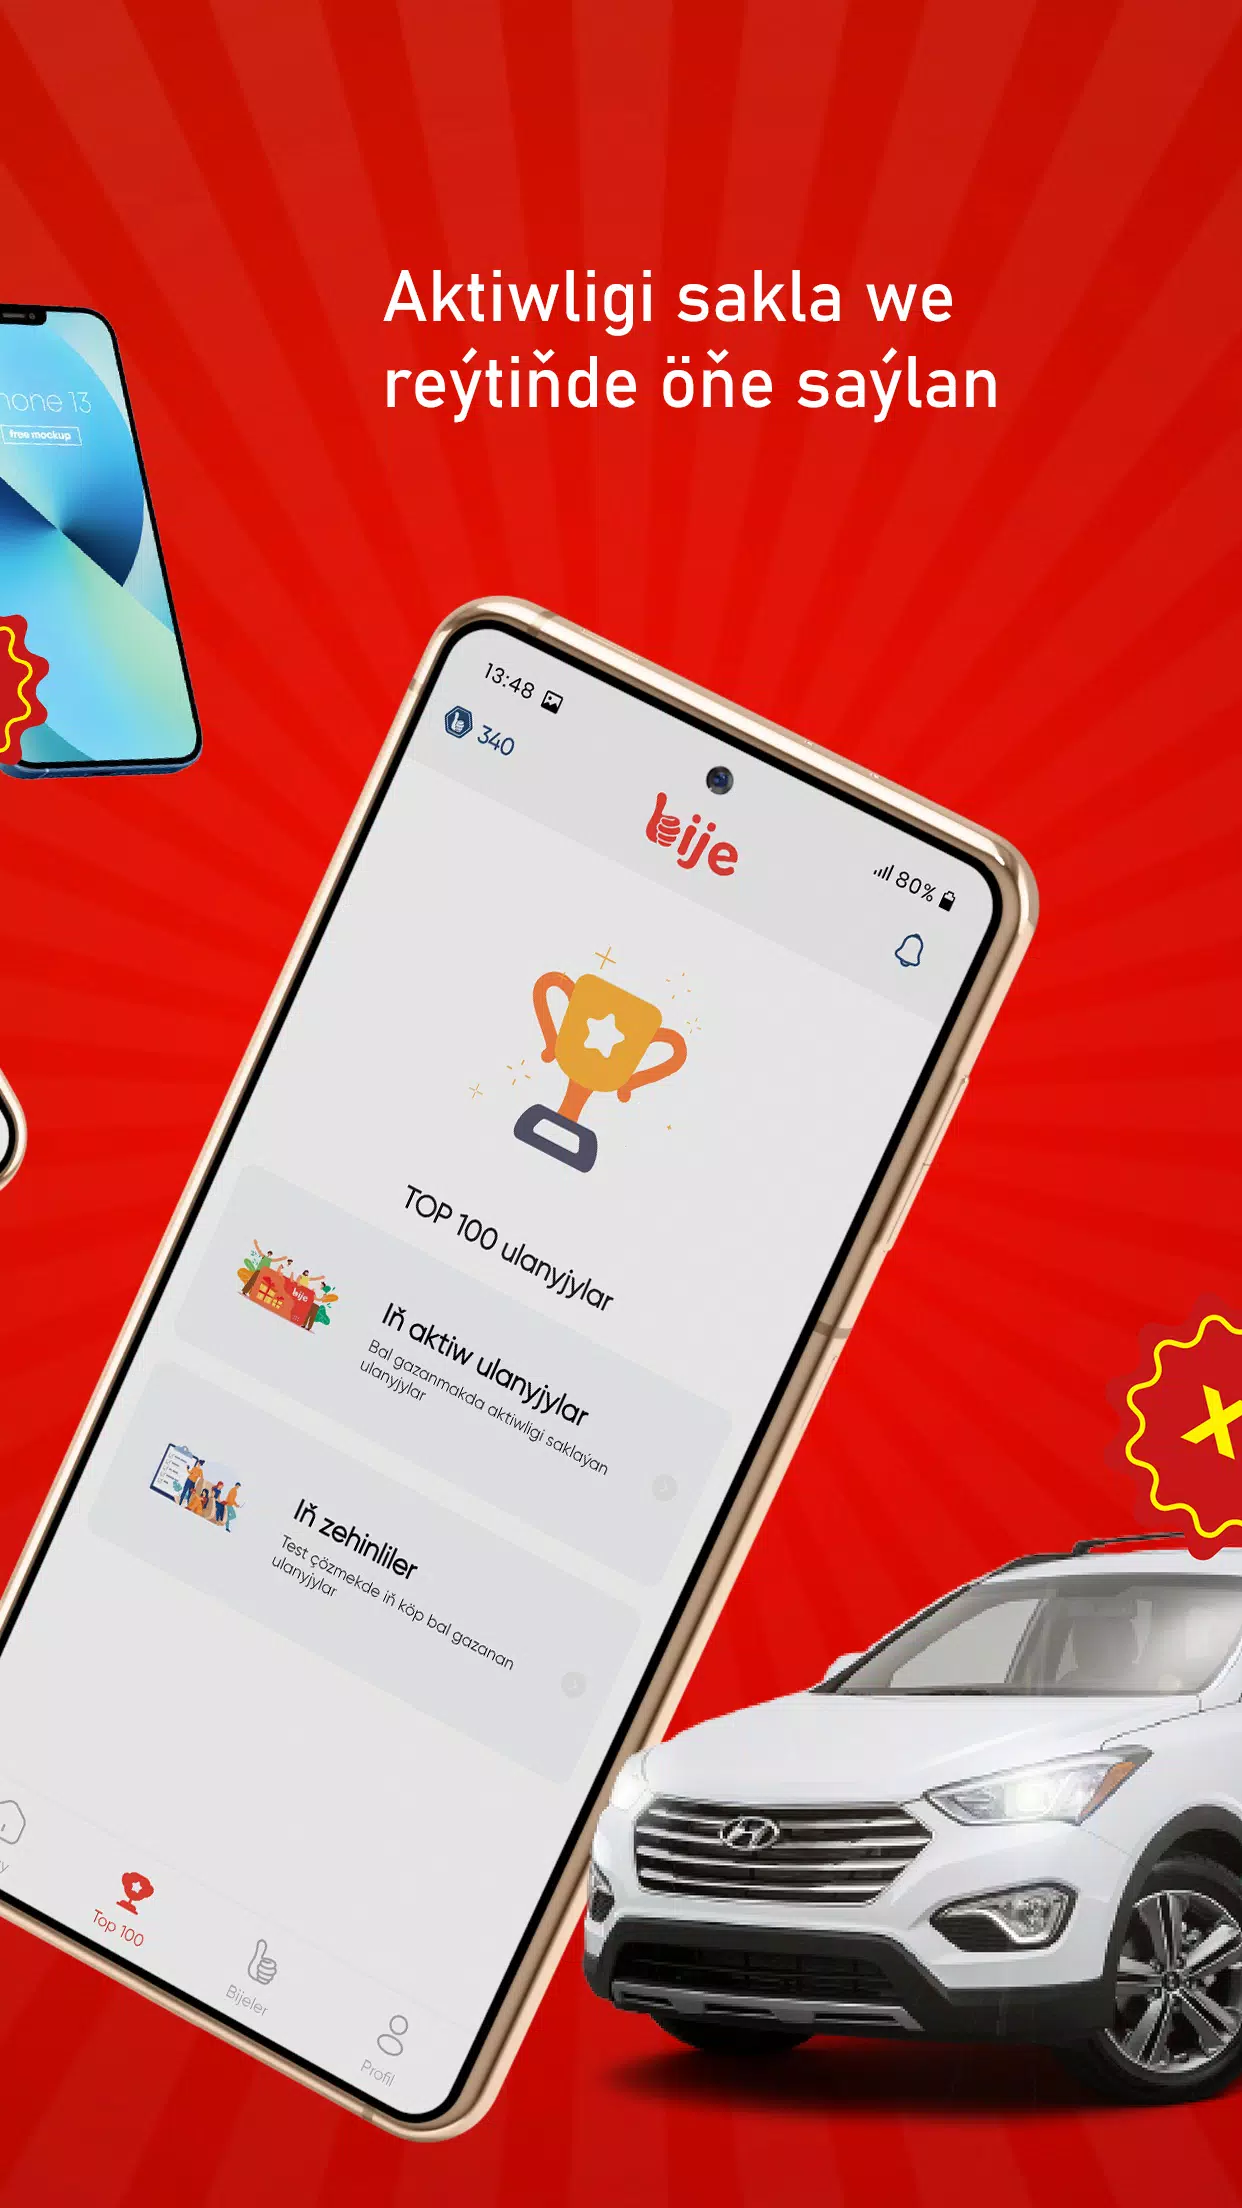 Aktiwligi sakla we
reýtiňde öňe saýlan
hone 13
free mockup
13:48
80%
340
bije
TOP 100 ulanyjylar
bije
Iň aktiw ulanyjylar
Bal gazanmakda aktiwligi saklaýan
ulanyjylar
Iň zehinliler
Test çözmekde iň köp bal gazanan
ulanyjylar
X
y
Top 100
Bijeler
Profil